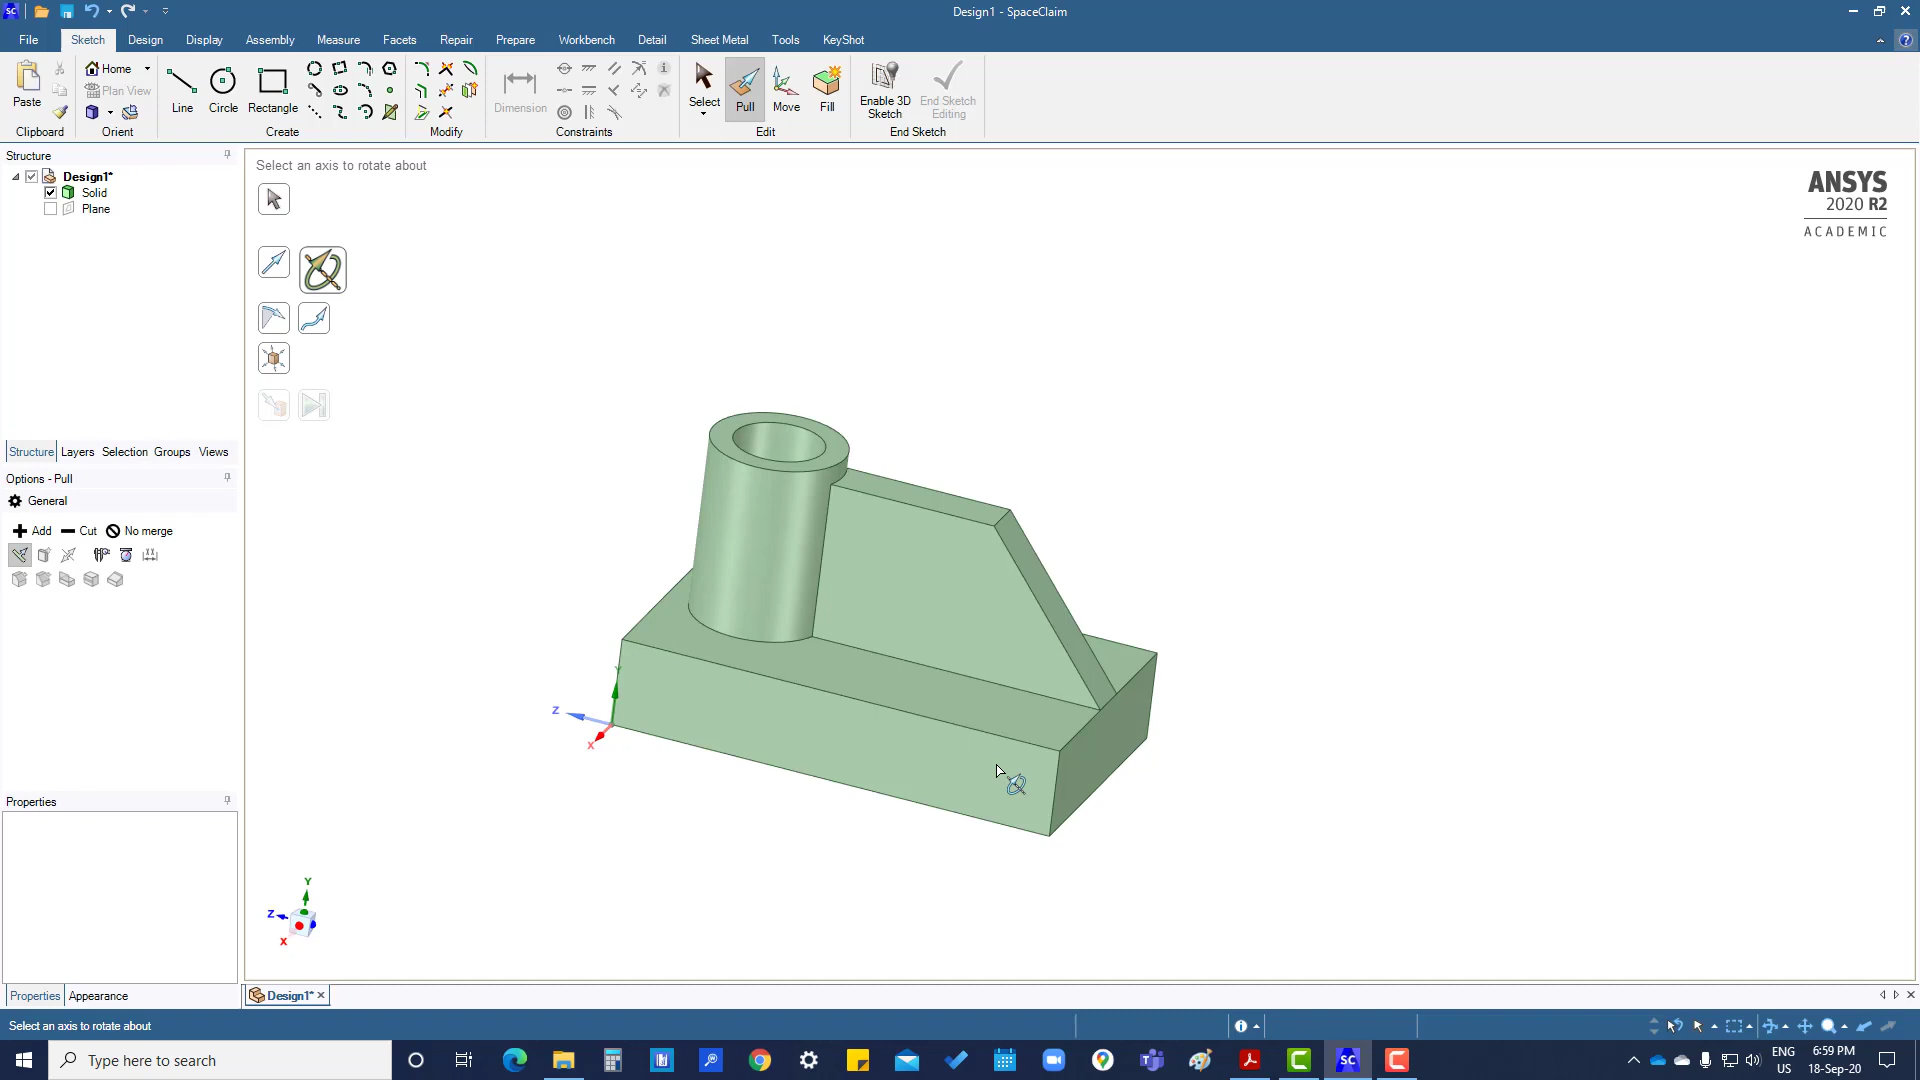 SC
Design1 - SpaceClaim
File Sketch Design Display Assembly Measure Facets Repair Prepare Workbench Detail Sheet Metal Tools KeyShot
Paste
Home
Plan View
Line Circle Rectangle
Dimension
Select Pull Move Fill
Enable 3D Sketch
End Sketch Editing
Clipboard Orient Create Modify Constraints Edit End Sketch
Structure
Design1*
Solid
Plane
Structure Layers Selection Groups Views
Options - Pull
General
Add Cut No merge
Properties
Properties Appearance
Select an axis to rotate about
ANSYS
2020 R2
ACADEMIC
Y
Z
X
Y
Z
X
Design1*
Select an axis to rotate about
Type here to search
SC
ENG
US
6:59 PM
18-Sep-20